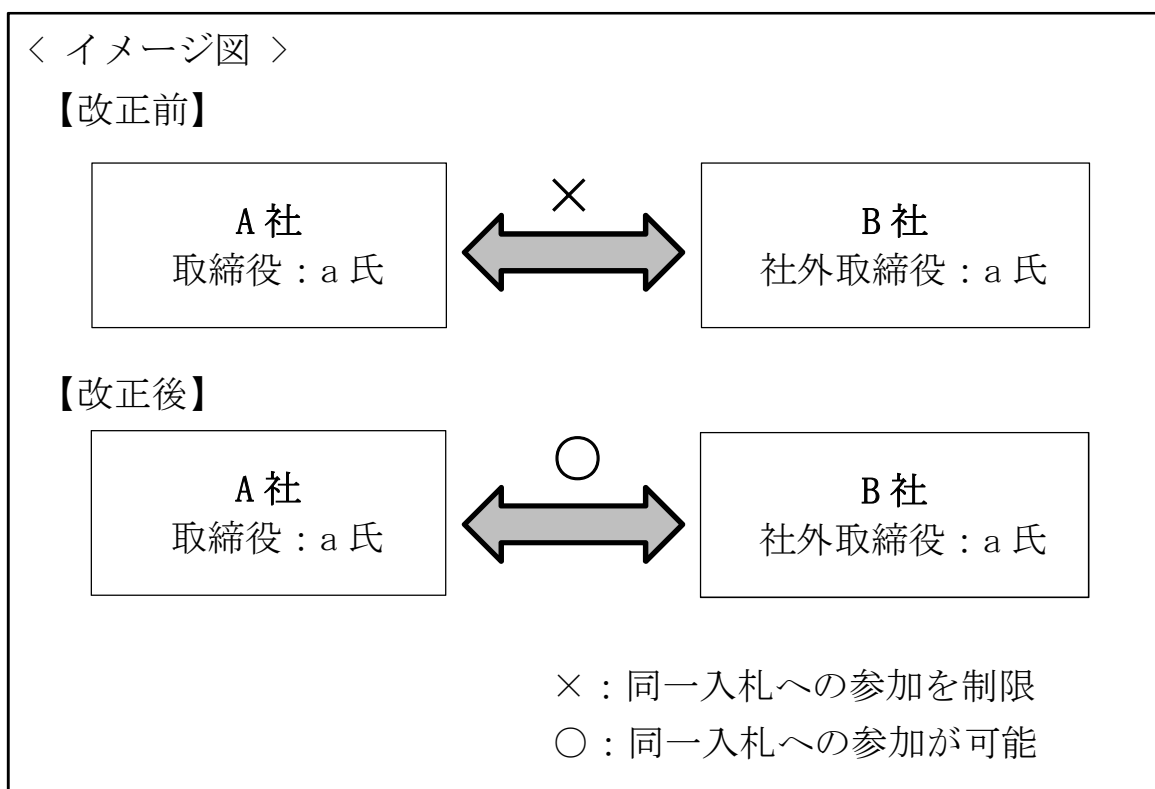 < イメージ図 >
【改正前】
×
A社
B社
取締役：a氏
社外取締役：a氏
【改正後】
○
A社
B社
取締役：a氏
社外取締役：a氏
×：同一入札への参加を制限
○：同一入札への参加が可能